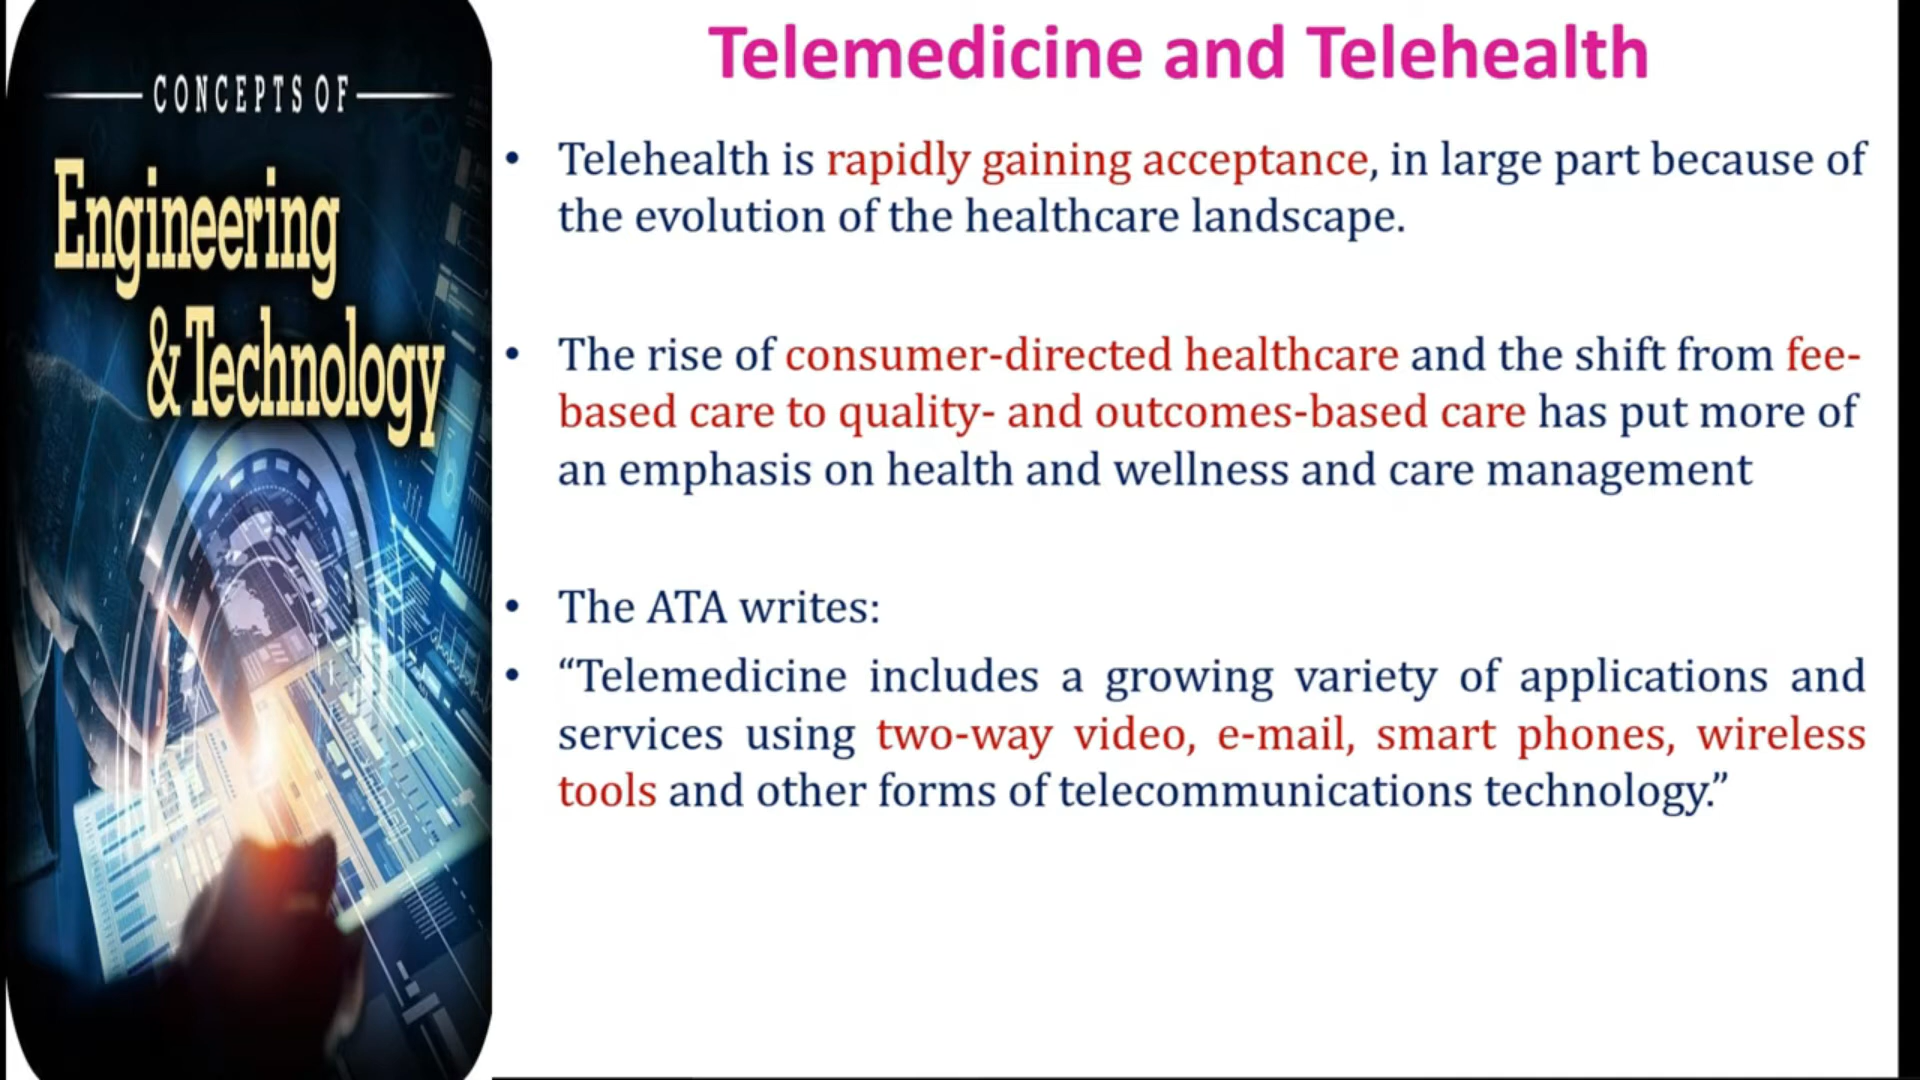 CONCEPTS OF
Engineering
& Technology
Telemedicine and Telehealth
• Telehealth is rapidly gaining acceptance, in large part because of
the evolution of the healthcare landscape.
• The rise of consumer-directed healthcare and the shift from fee-
based care to quality- and outcomes-based care has put more of
an emphasis on health and wellness and care management
• The ATA writes:
• “Telemedicine includes a growing variety of applications and
services using two-way video, e-mail, smart phones, wireless
tools and other forms of telecommunications technology.”